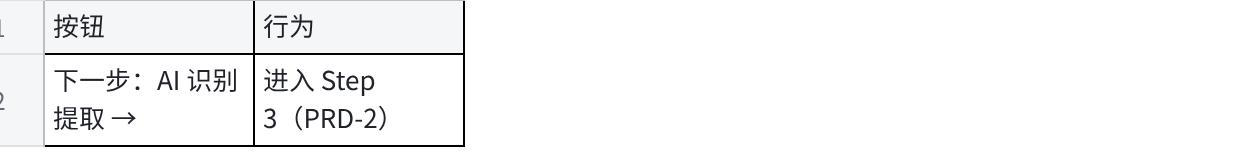 1
按钮
行为
2
下一步：AI 识别
提取 →
进入 Step
3（PRD-2）